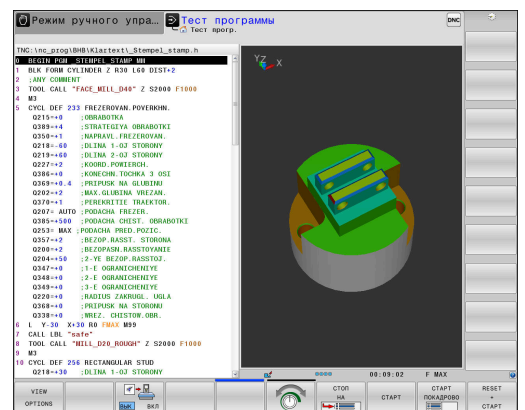 Режим ручного упра…
Тест программы
Тест прогр.
DNC
TNC:\nc_prog\BHB\Klartext\_Stempel_stamp.h
0 BEGIN PGM _STEMPEL_STAMP MM
1 BLK FORM CYLINDER Z R30 L60 DIST+2
2 ;ANY COMMENT
3 TOOL CALL "FACE_MILL_D40" Z S2000 F1000
4 M3
5 CYCL DEF 233 FREZEROVAN.POVERKHN.
Q215=+0 ;OBRABOTKA
Q389=+4 ;STRATEGIYA OBRABOTKI
Q350=+1 ;NAPRAVL.FREZEROVAN.
Q218=-60 ;DLINA 1-OJ STORONY
Q219=+60 ;DLINA 2-OJ STORONY
Q227=+2 ;KOORD.POWIERCH.
Q386=+0 ;KONECHN.TOCHKA 3 OSI
Q369=+0.4 ;PRIPUSK NA GLUBINU
Q202=+2 ;MAX.GLUBINA VREZAN.
Q370=+1 ;PEREKRITIE TRAEKTOR.
Q207= AUTO ;PODACHA FREZER.
Q385=+500 ;PODACHA CHIST. OBRABOTKI
Q253= MAX ;PODACHA PRED.POZIC.
Q357=+2 ;BEZOP.RASST. STORONA
Q200=+2 ;BEZOPASN.RASSTOYANIE
Q204=+50 ;2-YE BEZOP.RASSTOJ.
Q347=+0 ;1-E OGRANICHENIYE
Q348=+0 ;2-E OGRANICHENIYE
Q349=+0 ;3-E OGRANICHENIYE
Q220=+0 ;RADIUS ZAKRUGL. UGLA
Q368=+0 ;PRIPUSK NA STORONU
Q338=+0 ;WREZ. CHISTOW.OBR.
6 L Y-30 X+30 R0 FMAX M99
7 CALL LBL "safe"
8 TOOL CALL "MILL_D20_ROUGH" Z S2000 F1000
9 M3
10 CYCL DEF 256 RECTANGULAR STUD
Q218=+30 ;DLINA 1-OJ STORONY
YZ X
00:09:02 F MAX
VIEW
OPTIONS
ВЫК ВКЛ
СТОП
НА
СТАРТ
СТАРТ
ПОКАДРОВО
RESET
+
СТАРТ